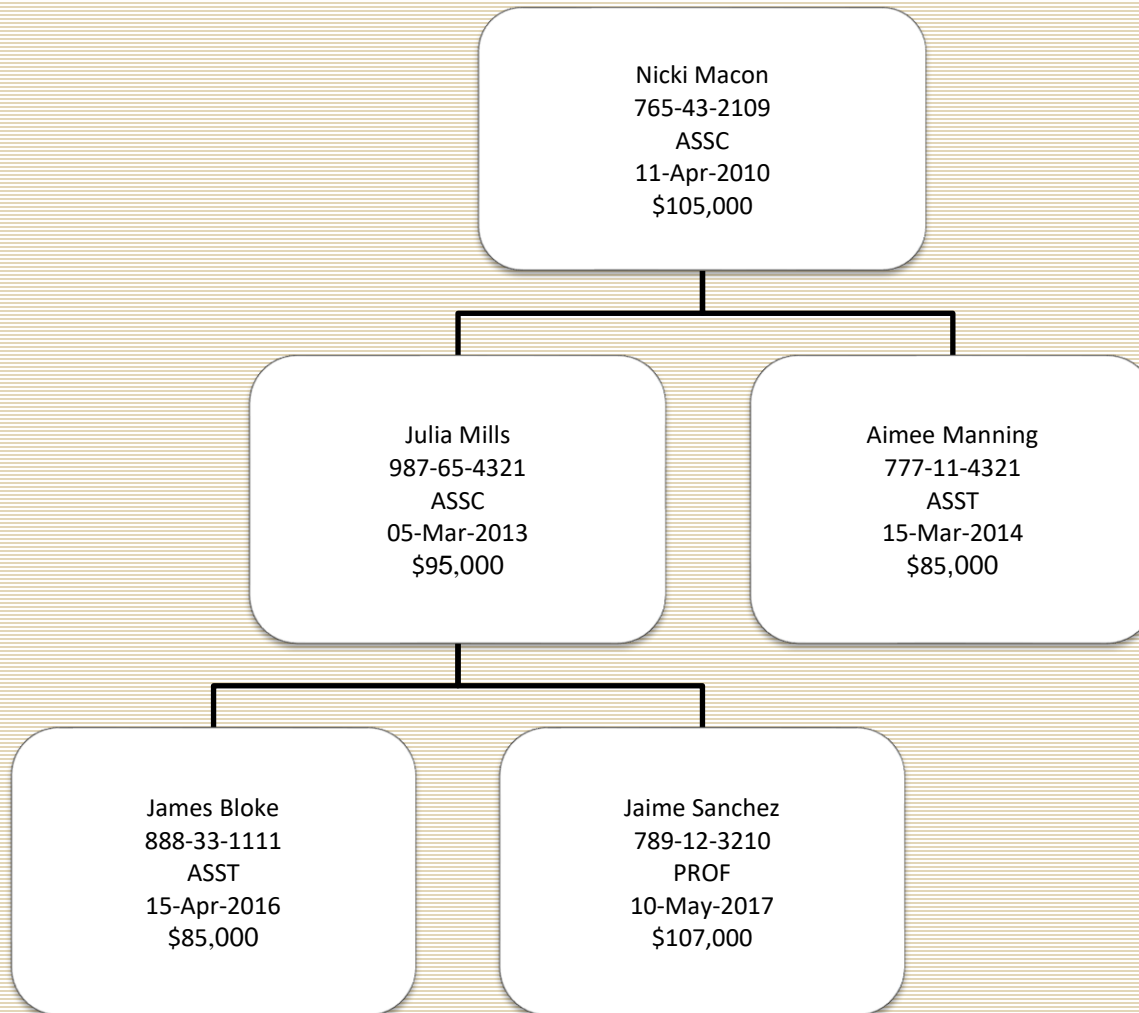 Nicki Macon
765-43-2109
ASSC
11-Apr-2010
$105,000
Julia Mills
987-65-4321
ASSC
05-Mar-2013
$95,000
Aimee Manning
777-11-4321
ASST
15-Mar-2014
$85,000
James Bloke
888-33-1111
ASST
15-Apr-2016
$85,000
Jaime Sanchez
789-12-3210
PROF
10-May-2017
$107,000